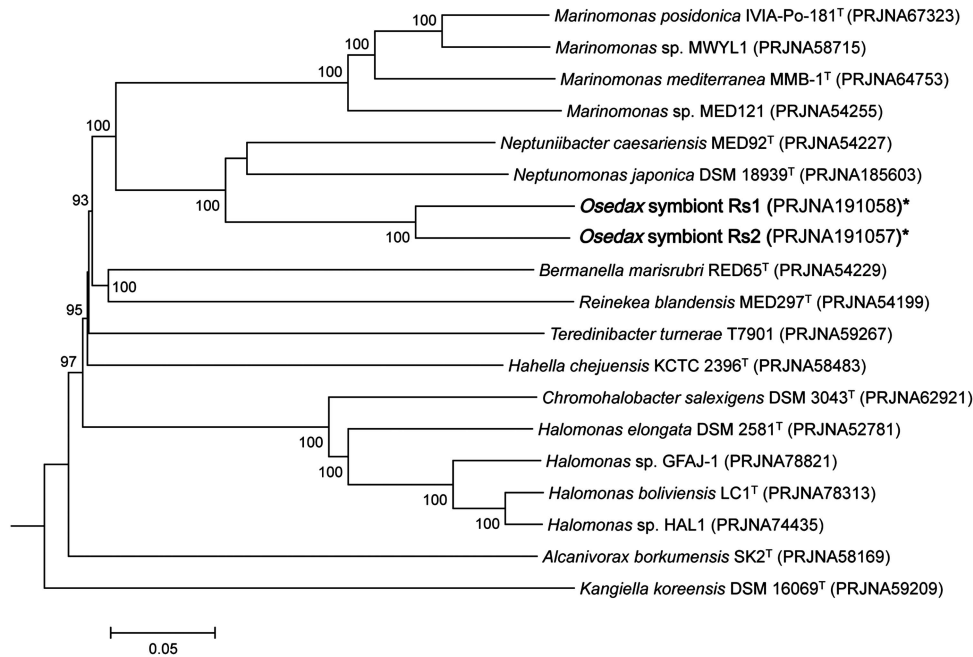 100
Marinomonas posidonica IVIA-Po-181ᵀ (PRJNA67323)
Marinomonas sp. MWYL1 (PRJNA58715)
100
Marinomonas mediterranea MMB-1ᵀ (PRJNA64753)
100
Marinomonas sp. MED121 (PRJNA54255)
100
Neptuniibacter caesariensis MED92ᵀ (PRJNA54227)
Neptunomonas japonica DSM 18939ᵀ (PRJNA185603)
93
100
Osedax symbiont Rs1 (PRJNA191058)*
100
Osedax symbiont Rs2 (PRJNA191057)*
Bermanella marisrubri RED65ᵀ (PRJNA54229)
100
Reinekea blandensis MED297ᵀ (PRJNA54199)
95
Teredinibacter turnerae T7901 (PRJNA59267)
97
Hahella chejuensis KCTC 2396ᵀ (PRJNA58483)
Chromohalobacter salexigens DSM 3043ᵀ (PRJNA62921)
100
Halomonas elongata DSM 2581ᵀ (PRJNA52781)
100
Halomonas sp. GFAJ-1 (PRJNA78821)
100
Halomonas boliviensis LC1ᵀ (PRJNA78313)
100
Halomonas sp. HAL1 (PRJNA74435)
Alcanivorax borkumensis SK2ᵀ (PRJNA58169)
Kangiella koreensis DSM 16069ᵀ (PRJNA59209)
0.05